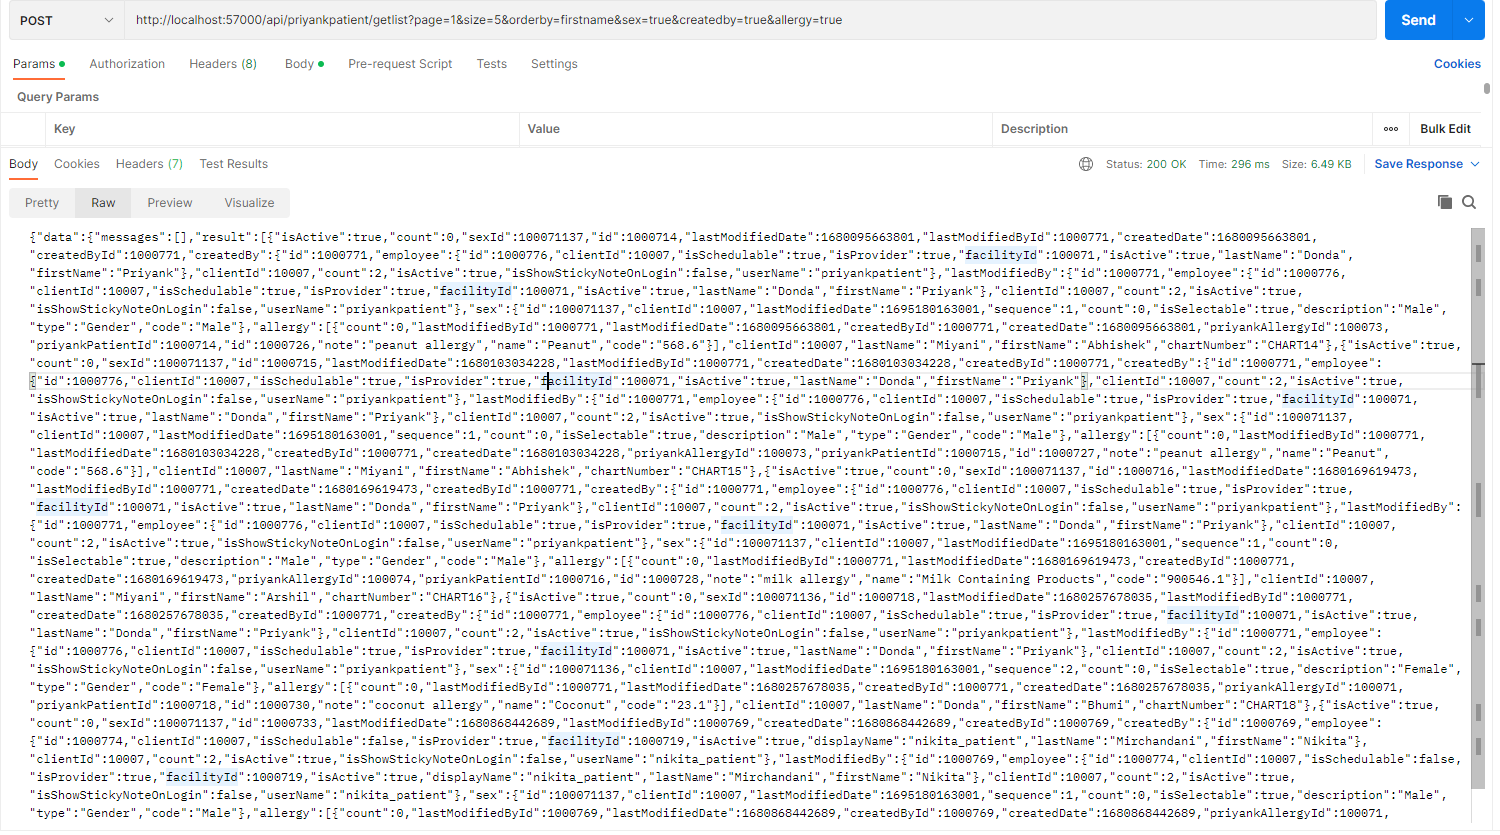 POST
http://localhost:57000/api/priyankpatient/getlist?page=1&size=5&orderby=firstname&sex=true&createdby=true&allergy=true
Send
Params Authorization Headers (8) Body Pre-request Script Tests Settings Cookies
Query Params
Key Value Description ooo Bulk Edit
Body Cookies Headers (7) Test Results Status: 200 OK Time: 296 ms Size: 6.49 KB Save Response
Pretty Raw Preview Visualize
{"data":{"messages":[],"result":[{"isActive":true,"count":0,"sexId":100071137,"id":1000714,"lastModifiedDate":1680095663801,"lastModifiedById":1000771,"createdDate":1680095663801,
"createdById":1000771,"createdBy":{"id":1000771,"employee":{"id":1000776,"clientId":10007,"isSchedulable":true,"isProvider":true,"facilityId":100071,"isActive":true,"lastName":"Donda",
"firstName":"Priyank"},"clientId":10007,"count":2,"isActive":true,"isShowStickyNoteOnLogin":false,"userName":"priyankpatient"},"lastModifiedBy":{"id":1000771,"employee":{"id":1000776,
"clientId":10007,"isSchedulable":true,"isProvider":true,"facilityId":100071,"isActive":true,"lastName":"Donda","firstName":"Priyank"},"clientId":10007,"count":2,"isActive":true,
"isShowStickyNoteOnLogin":false,"userName":"priyankpatient"},"sex":{"id":100071137,"clientId":10007,"lastModifiedDate":1695180163001,"sequence":1,"count":0,"isSelectable":true,"description":"Male",
"type":"Gender","code":"Male"},"allergy":[{"count":0,"lastModifiedById":1000771,"lastModifiedDate":1680095663801,"createdById":1000771,"createdDate":1680095663801,"priyankAllergyId":100073,
"priyankPatientId":1000714,"id":1000726,"note":"peanut allergy","name":"Peanut","code":"568.6"}],"clientId":10007,"lastName":"Miyani","firstName":"Abhishek","chartNumber":"CHART14"},{"isActive":true,
"count":0,"sexId":100071137,"id":1000715,"lastModifiedDate":1680103034228,"lastModifiedById":1000771,"createdDate":1680103034228,"createdById":1000771,"createdBy":{"id":1000771,"employee":
{"id":1000776,"clientId":10007,"isSchedulable":true,"isProvider":true,"facilityId":100071,"isActive":true,"lastName":"Donda","firstName":"Priyank"},"clientId":10007,"count":2,"isActive":true,
"isShowStickyNoteOnLogin":false,"userName":"priyankpatient"},"lastModifiedBy":{"id":1000771,"employee":{"id":1000776,"clientId":10007,"isSchedulable":true,"isProvider":true,"facilityId":100071,
"isActive":true,"lastName":"Donda","firstName":"Priyank"},"clientId":10007,"count":2,"isActive":true,"isShowStickyNoteOnLogin":false,"userName":"priyankpatient"},"sex":{"id":100071137,
"clientId":10007,"lastModifiedDate":1695180163001,"sequence":1,"count":0,"isSelectable":true,"description":"Male","type":"Gender","code":"Male"},"allergy":[{"count":0,"lastModifiedById":1000771,
"lastModifiedDate":1680103034228,"createdById":1000771,"createdDate":1680103034228,"priyankAllergyId":100073,"priyankPatientId":1000715,"id":1000727,"note":"peanut allergy","name":"Peanut",
"code":"568.6"}],"clientId":10007,"lastName":"Miyani","firstName":"Abhishek","chartNumber":"CHART15"},{"isActive":true,"count":0,"sexId":100071137,"id":1000716,"lastModifiedDate":1680169619473,
"lastModifiedById":1000771,"createdDate":1680169619473,"createdById":1000771,"createdBy":{"id":1000771,"employee":{"id":1000776,"clientId":10007,"isSchedulable":true,"isProvider":true,
"facilityId":100071,"isActive":true,"lastName":"Donda","firstName":"Priyank"},"clientId":10007,"count":2,"isActive":true,"isShowStickyNoteOnLogin":false,"userName":"priyankpatient"},"lastModifiedBy":
{"id":1000771,"employee":{"id":1000776,"clientId":10007,"isSchedulable":true,"isProvider":true,"facilityId":100071,"isActive":true,"lastName":"Donda","firstName":"Priyank"},"clientId":10007,
"count":2,"isActive":true,"isShowStickyNoteOnLogin":false,"userName":"priyankpatient"},"sex":{"id":100071137,"clientId":10007,"lastModifiedDate":1695180163001,"sequence":1,"count":0,
"isSelectable":true,"description":"Male","type":"Gender","code":"Male"},"allergy":[{"count":0,"lastModifiedById":1000771,"lastModifiedDate":1680169619473,"createdById":1000771,
"createdDate":1680169619473,"priyankAllergyId":100074,"priyankPatientId":1000716,"id":1000728,"note":"milk allergy","name":"Milk Containing Products","code":"900546.1"}],"clientId":10007,
"lastName":"Miyani","firstName":"Arshil","chartNumber":"CHART16"},{"isActive":true,"count":0,"sexId":100071136,"id":1000718,"lastModifiedDate":1680257678035,"lastModifiedById":1000771,
"createdDate":1680257678035,"createdById":1000771,"createdBy":{"id":1000771,"employee":{"id":1000776,"clientId":10007,"isSchedulable":true,"isProvider":true,"facilityId":100071,"isActive":true,
"lastName":"Donda","firstName":"Priyank"},"clientId":10007,"count":2,"isActive":true,"isShowStickyNoteOnLogin":false,"userName":"priyankpatient"},"lastModifiedBy":{"id":1000771,"employee":
{"id":1000776,"clientId":10007,"isSchedulable":true,"isProvider":true,"facilityId":100071,"isActive":true,"lastName":"Donda","firstName":"Priyank"},"clientId":10007,"count":2,"isActive":true,
"isShowStickyNoteOnLogin":false,"userName":"priyankpatient"},"sex":{"id":100071136,"clientId":10007,"lastModifiedDate":1695180163001,"sequence":2,"count":0,"isSelectable":true,"description":"Female",
"type":"Gender","code":"Female"},"allergy":[{"count":0,"lastModifiedById":1000771,"lastModifiedDate":1680257678035,"createdById":1000771,"createdDate":1680257678035,"priyankAllergyId":100071,
"priyankPatientId":1000718,"id":1000730,"note":"coconut allergy","name":"Coconut","code":"23.1"}],"clientId":10007,"lastName":"Donda","firstName":"Bhumi","chartNumber":"CHART18"},{"isActive":true,
"count":0,"sexId":100071137,"id":1000733,"lastModifiedDate":1680868442689,"lastModifiedById":1000769,"createdDate":1680868442689,"createdById":1000769,"createdBy":{"id":1000769,"employee":
{"id":1000774,"clientId":10007,"isSchedulable":false,"isProvider":true,"facilityId":1000719,"isActive":true,"displayName":"nikita_patient","lastName":"Mirchandani","firstName":"Nikita"},
"clientId":10007,"count":2,"isActive":true,"isShowStickyNoteOnLogin":false,"userName":"nikita_patient"},"lastModifiedBy":{"id":1000769,"employee":{"id":1000774,"clientId":10007,"isSchedulable":false,
"isProvider":true,"facilityId":1000719,"isActive":true,"displayName":"nikita_patient","lastName":"Mirchandani","firstName":"Nikita"},"clientId":10007,"count":2,"isActive":true,
"isShowStickyNoteOnLogin":false,"userName":"nikita_patient"},"sex":{"id":100071137,"clientId":10007,"lastModifiedDate":1695180163001,"sequence":1,"count":0,"isSelectable":true,"description":"Male",
"type":"Gender","code":"Male"},"allergy":[{"count":0,"lastModifiedById":1000769,"lastModifiedDate":1680868442689,"createdById":1000769,"createdDate":1680868442689,"priyankAllergyId":100071,